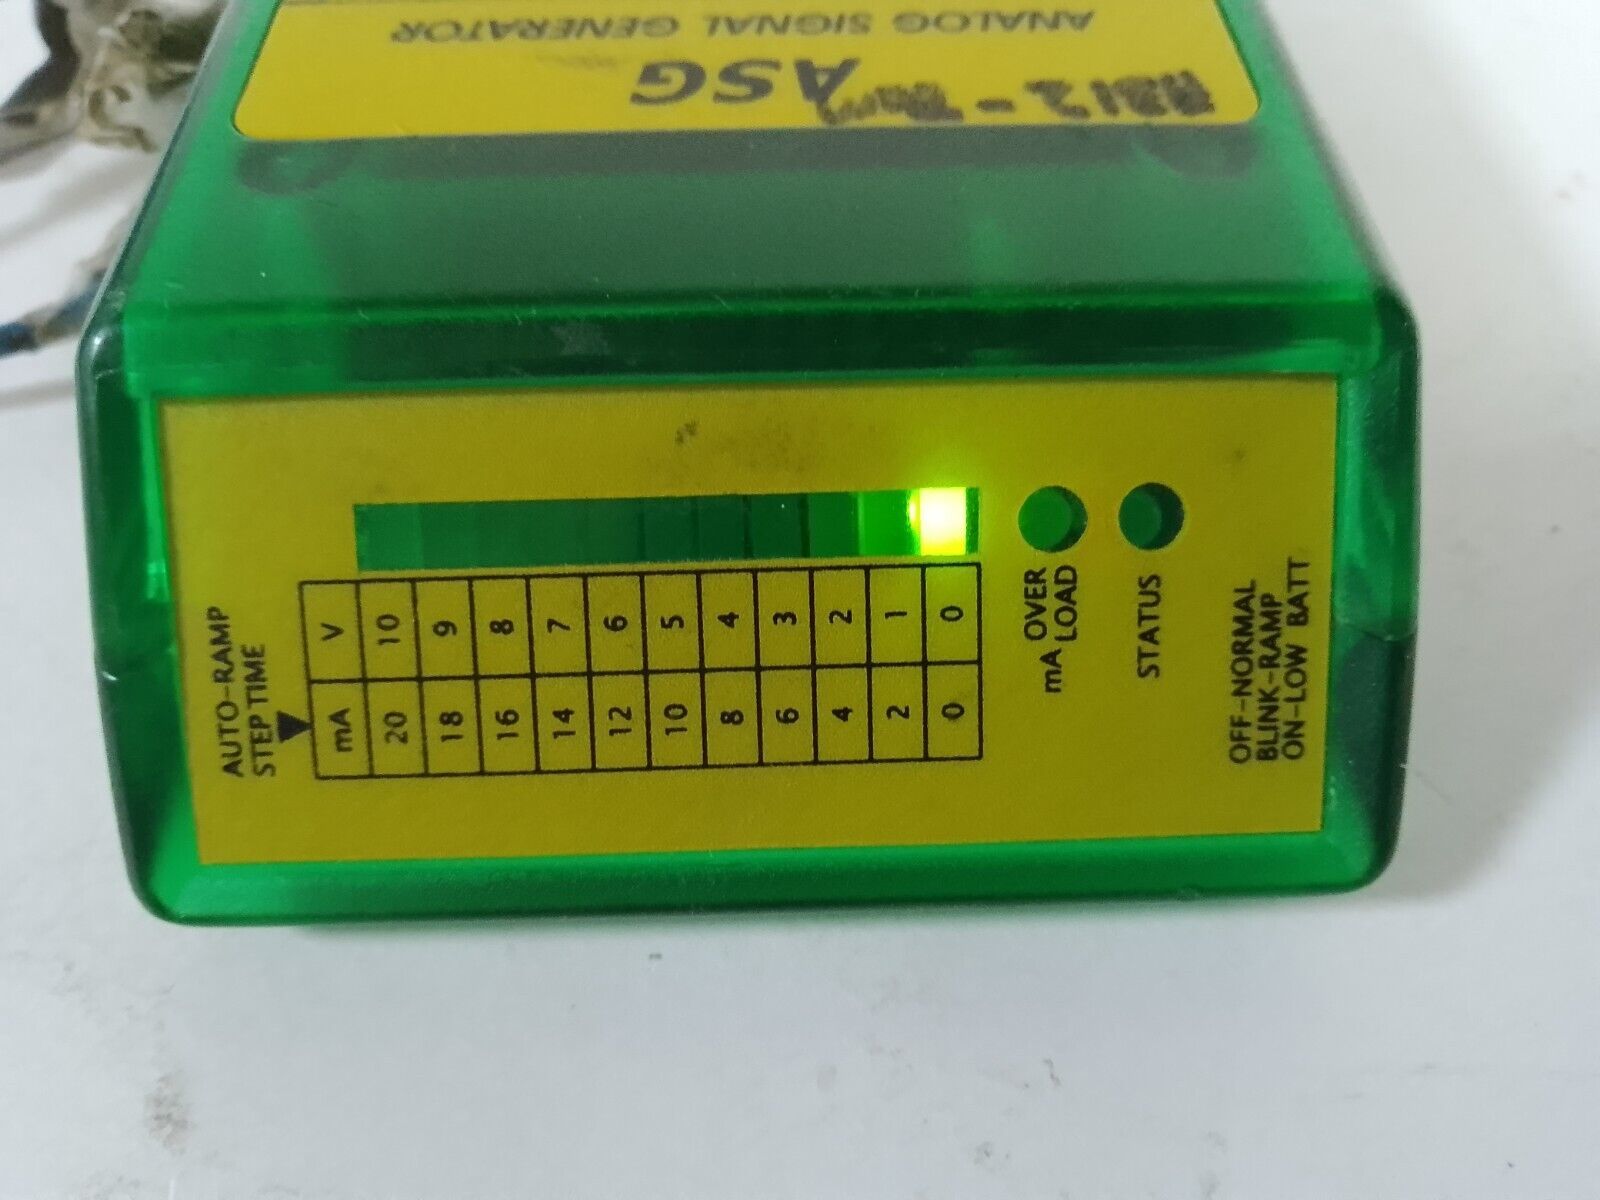 ASG
ANALOG SIGNAL GENERATOR
AUTO-RAMP
STEP TIME
mA V
20 10
18 9
16 8
14 7
12 6
10 5
8 4
6 3
4 2
2 1
0 0
mA OVER
LOAD
STATUS
OFF-NORMAL
BLINK-RAMP
ON-LOW BATT